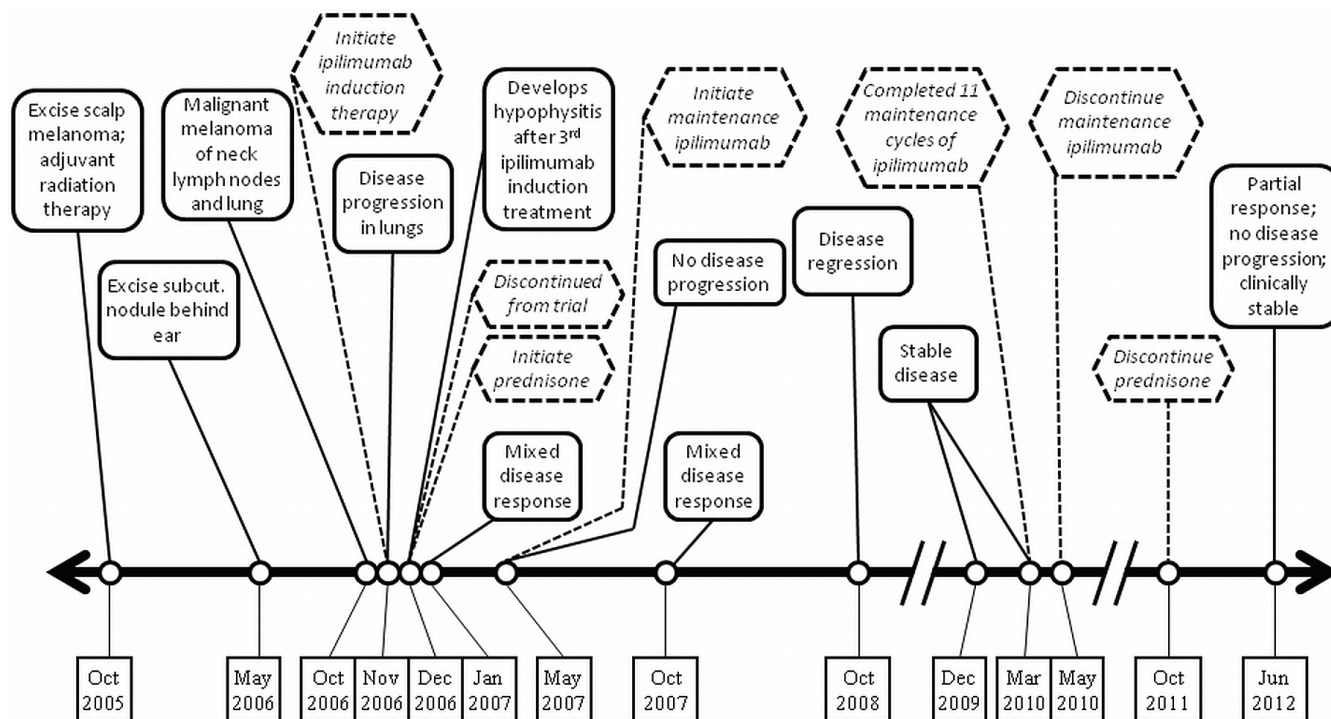 Excise scalp
melanoma;
adjuvant
radiation
therapy
Excise subcut.
nodule behind
ear
Malignant
melanoma
of neck
lymph nodes
and lung
Initiate
ipilimumab
induction
therapy
Disease
progression
in lungs
Develops
hypophysitis
after 3rd
ipilimumab
induction
treatment
Discontinued
from trial
Initiate
prednisone
Mixed
disease
response
Initiate
maintenance
ipilimumab
No disease
progression
Mixed
disease
response
Disease
regression
Completed 11
maintenance
cycles of
ipilimumab
Stable
disease
Discontinue
maintenance
ipilimumab
Discontinue
prednisone
Partial
response;
no disease
progression;
clinically
stable
Oct
2005
May
2006
Oct
2006
Nov
2006
Dec
2006
Jan
2007
May
2007
Oct
2007
Oct
2008
Dec
2009
Mar
2010
May
2010
Oct
2011
Jun
2012